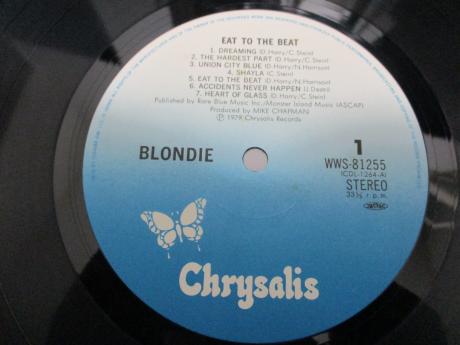 EAT TO THE BEAT
1. DREAMING (D.Harry/C.Stein)
2. THE HARDEST PART (D.Harry/C.Stein)
3. UNION CITY BLUE (D.Harry/N.Harrison)
4. SHAYLA (C.Stein)
5. EAT TO THE BEAT (D.Harry/N.Harrison)
6. ACCIDENTS NEVER HAPPEN (J.Destri)
7. HEART OF GLASS (D.Harry/C.Stein)
Published by Rare Blue Music Inc./Monster Island Music (ASCAP)
Produced by MIKE CHAPMAN
℗ 1979 Chrysalis Records
BLONDIE
1
WWS-81255
(CDL-1264-A)
STEREO
33⅓ r.p.m.
Chrysalis